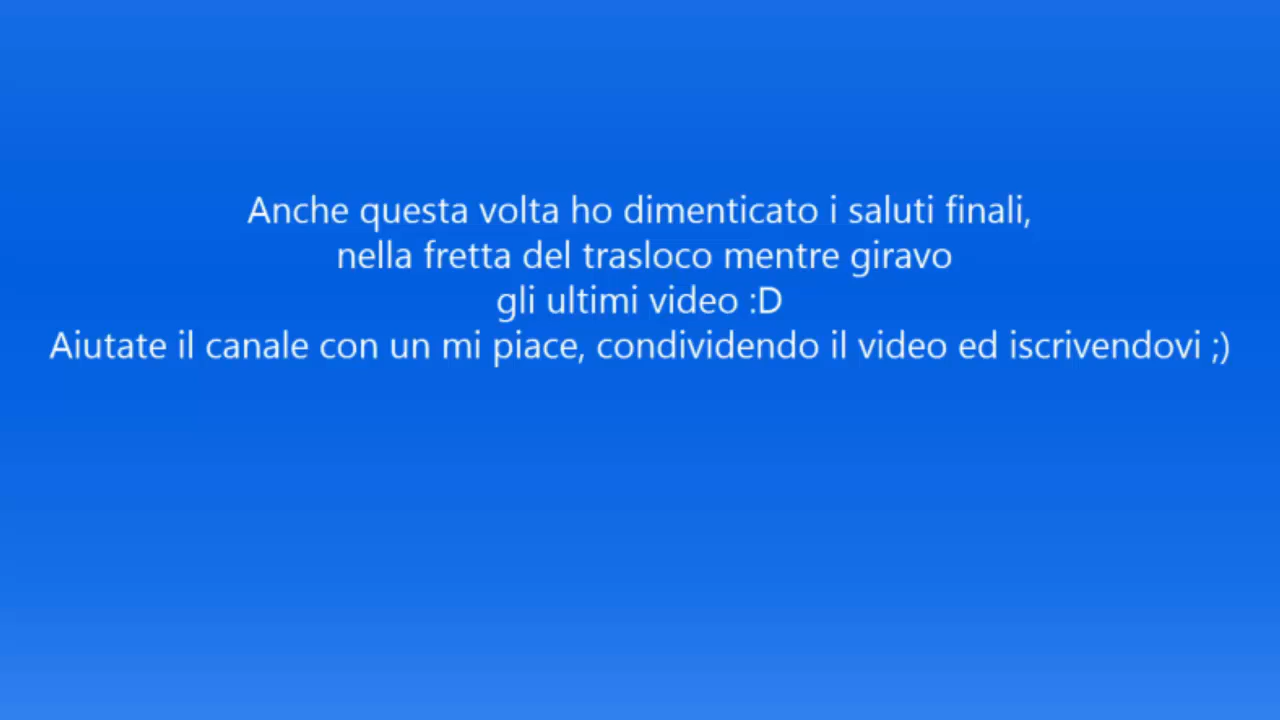 Anche questa volta ho dimenticato i saluti finali,
nella fretta del trasloco mentre giravo
gli ultimi video :D
Aiutate il canale con un mi piace, condividendo il video ed iscrivendovi ;)